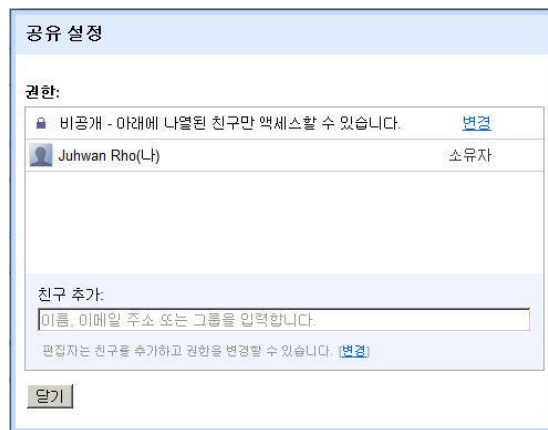 공유 설정
권한:
비공개 - 아래에 나열된 친구만 액세스할 수 있습니다. 변경
Juhwan Rho(나) 소유자
친구 추가:
이름, 이메일 주소 또는 그룹을 입력합니다.
편집자는 친구를 추가하고 권한을 변경할 수 있습니다. [변경]
닫기